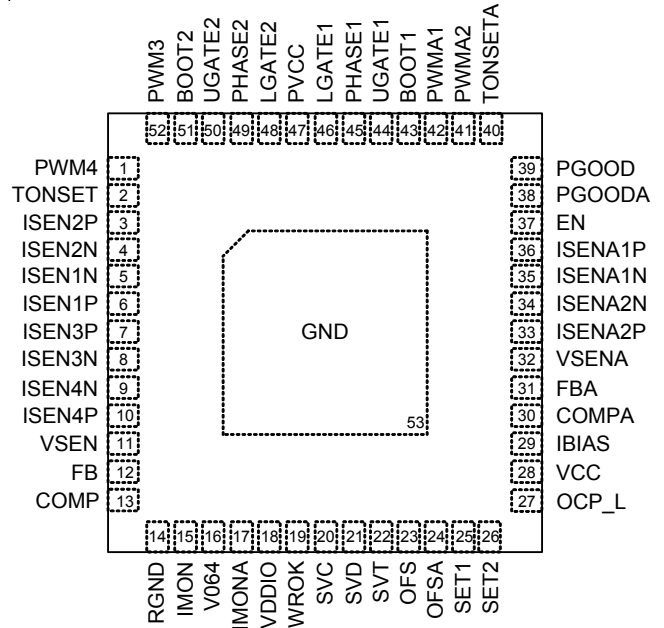 PWM3
BOOT2
UGATE2
PHASE2
LGATE2
PVCC
LGATE1
PHASE1
UGATE1
BOOT1
PWMA1
PWMA2
TONSETA
52 51 50 49 48 47 46 45 44 43 42 41 40
PWM4 1
TONSET 2
ISEN2P 3
ISEN2N 4
ISEN1N 5
ISEN1P 6
ISEN3P 7
ISEN3N 8
ISEN4N 9
ISEN4P 10
VSEN 11
FB 12
COMP 13
GND
53
39 PGOOD
38 PGOODA
37 EN
36 ISENA1P
35 ISENA1N
34 ISENA2N
33 ISENA2P
32 VSENA
31 FBA
30 COMPA
29 IBIAS
28 VCC
27 OCP_L
14 15 16 17 18 19 20 21 22 23 24 25 26
RGND
IMON
V064
IMONA
VDDIO
WROK
SVC
SVD
SVT
OFS
OFSA
SET1
SET2